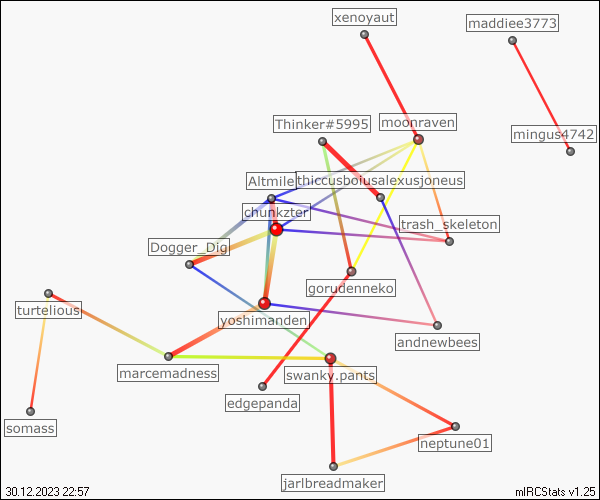 xenoyaut
maddiee3773
Thinker#5995
moonraven
mingus4742
Altmile
thiccusboiusalexusjoneus
chunkzter
trash_skeleton
Dogger_Dig
gorudenneko
turtelious
yoshimanden
andnewbees
marcemadness
swanky.pants
edgepanda
somass
neptune01
jarlbreadmaker
30.12.2023 22:57
mIRCStats v1.25